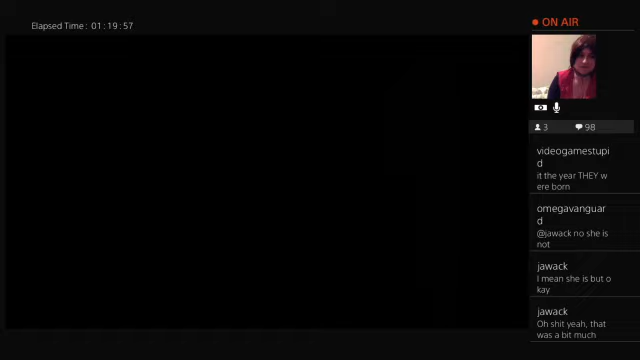 Elapsed Time : 01:19:57
ON AIR
3
98
videogamestupi
d
it the year THEY w
ere born
omegavanguar
d
@jawack no she is
not
jawack
I mean she is but o
kay
jawack
Oh shit yeah, that
was a bit much